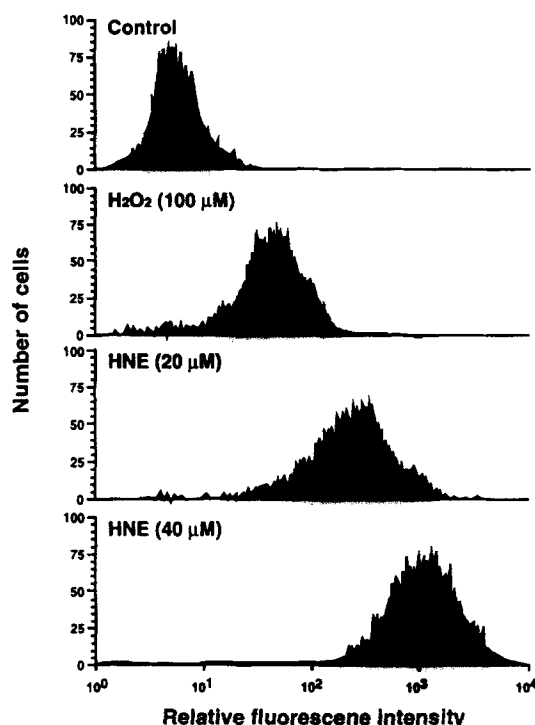 Number of cells
Control
100
75
50
25
0
H₂O₂ (100 µM)
100
75
50
25
0
HNE (20 µM)
100
75
50
25
0
HNE (40 µM)
100
75
50
25
0
10⁰ 10¹ 10² 10³ 10⁴
Relative fluorescene intensity